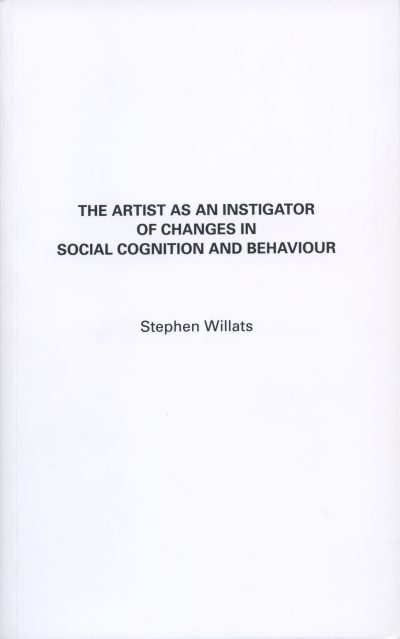 THE ARTIST AS AN INSTIGATOR
OF CHANGES IN
SOCIAL COGNITION AND BEHAVIOUR
Stephen Willats